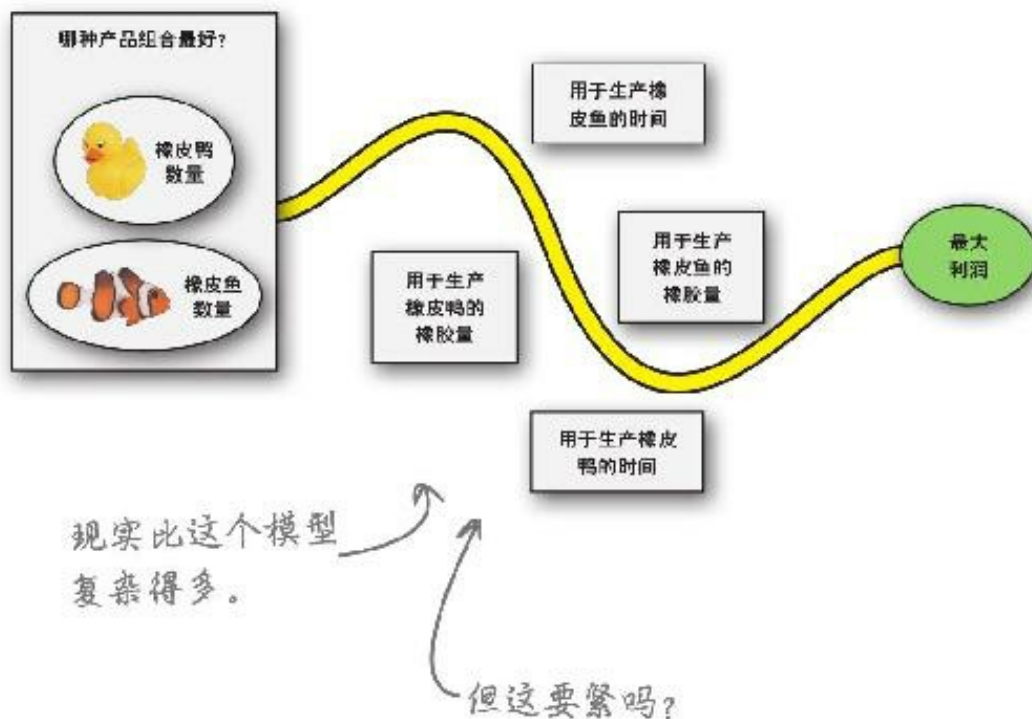 哪种产品组合最好?
橡皮鸭
数量
橡皮鱼
数量
用于生产橡
皮鱼的时间
用于生产
橡皮鸭的
橡胶量
用于生产
橡皮鱼的
橡胶量
用于生产橡皮
鸭的时间
最大
利润
现实比这个模型
复杂得多。
但这要紧吗?